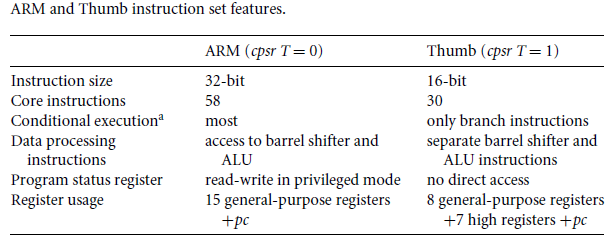 ARM and Thumb instruction set features.
ARM (cpsr T = 0) Thumb (cpsr T = 1)
Instruction size 32-bit 16-bit
Core instructions 58 30
Conditional executionᵃ most only branch instructions
Data processing access to barrel shifter and separate barrel shifter and
instructions ALU ALU instructions
Program status register read-write in privileged mode no direct access
Register usage 15 general-purpose registers 8 general-purpose registers
+pc +7 high registers +pc